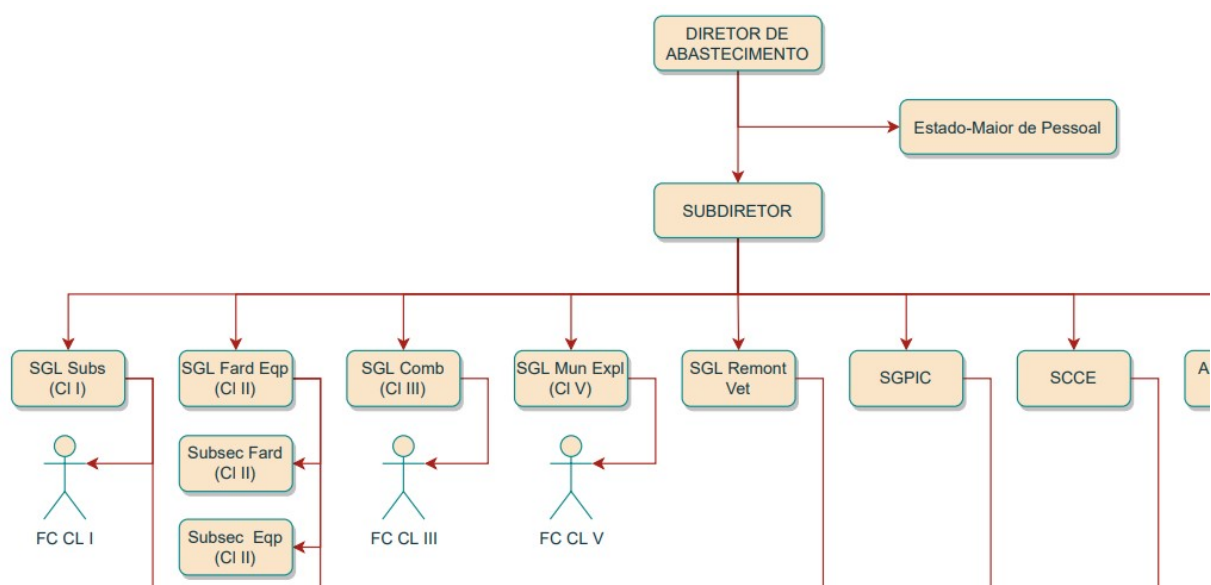 DIRETOR DE
ABASTECIMENTO
Estado-Maior de Pessoal
SUBDIRETOR
SGL Subs
(Cl I)
SGL Fard Eqp
(Cl II)
SGL Comb
(Cl III)
SGL Mun Expl
(Cl V)
SGL Remont
Vet
SGPIC
SCCE
A
FC CL I
Subsec Fard
(Cl II)
Subsec Eqp
(Cl II)
FC CL III
FC CL V